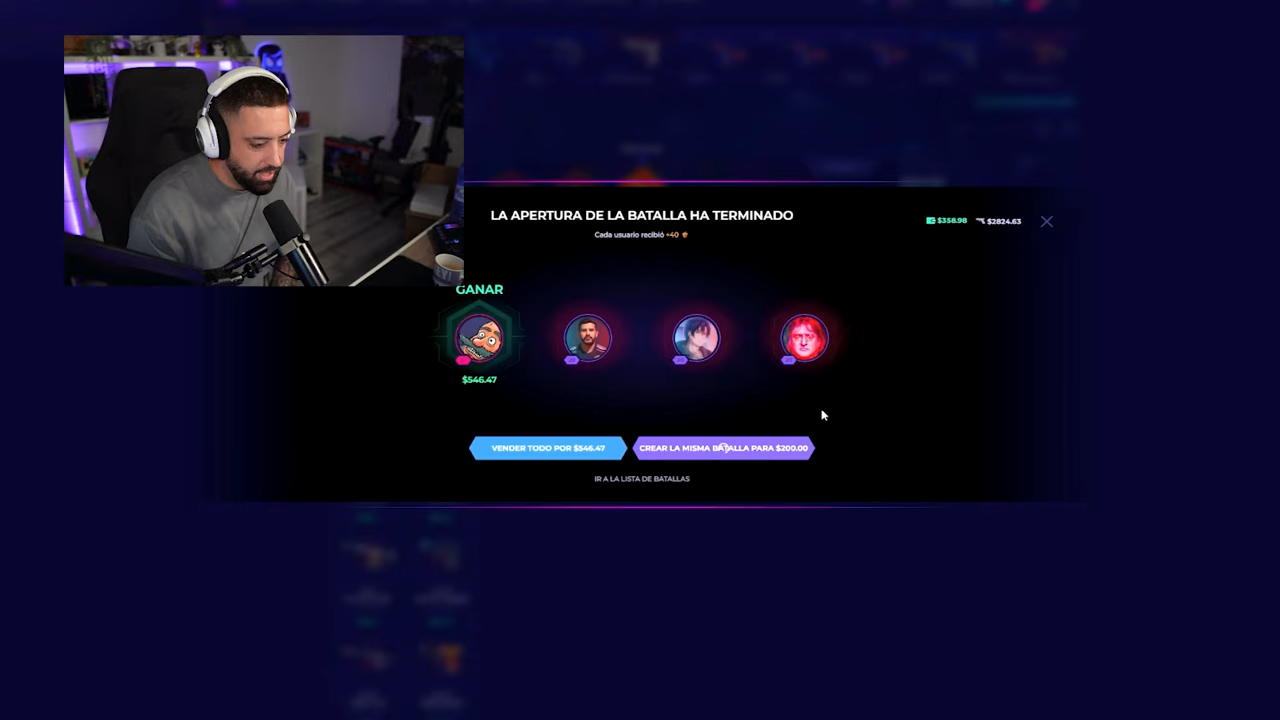 LA APERTURA DE LA BATALLA HA TERMINADO
Cada usuario recibió +40
$358.98
$2824.63
GANAR
$546.47
VENDER TODO POR $546.47
CREAR LA MISMA BATALLA PARA $200.00
IR A LA LISTA DE BATALLAS